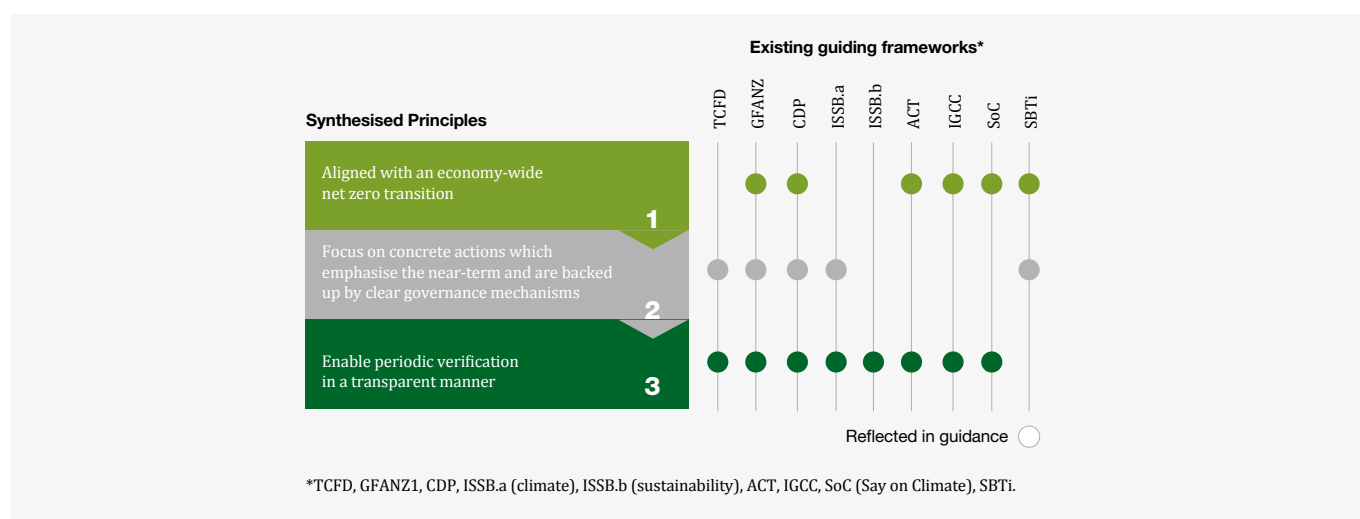 Existing guiding frameworks*
Synthesised Principles
TCFD
GFANZ
CDP
ISSB.a
ISSB.b
ACT
IGCC
SoC
SBTi
Aligned with an economy-wide
net zero transition
1
Focus on concrete actions which
emphasise the near-term and are backed
up by clear governance mechanisms
2
Enable periodic verification
in a transparent manner
3
Reflected in guidance
*TCFD, GFANZ1, CDP, ISSB.a (climate), ISSB.b (sustainability), ACT, IGCC, SoC (Say on Climate), SBTi.